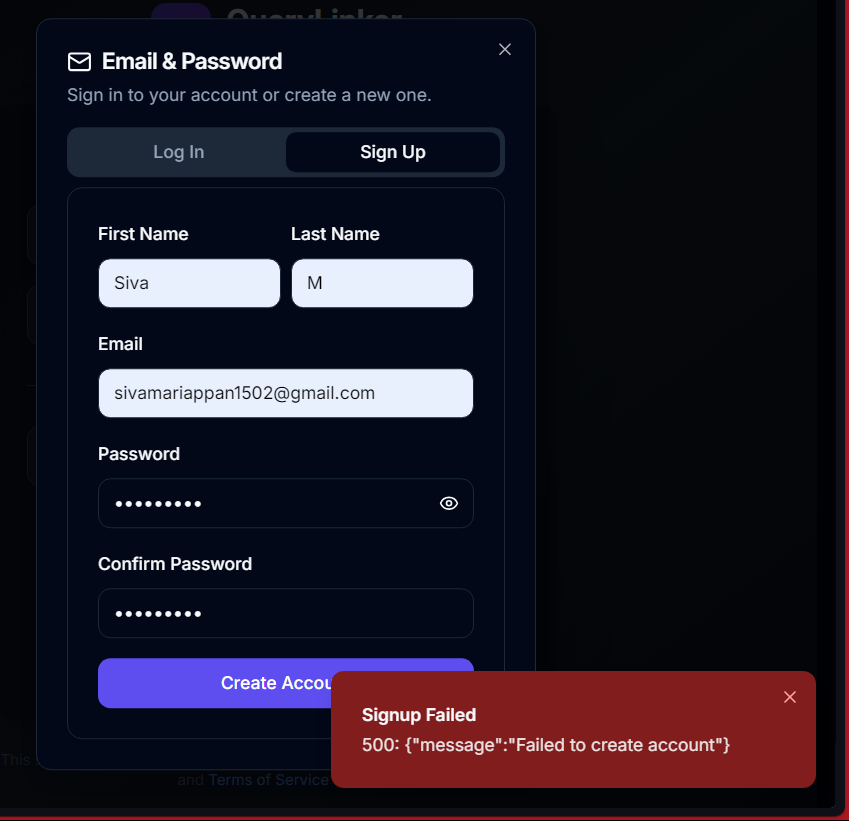 QueryLinker
Email & Password
Sign in to your account or create a new one.
Log In
Sign Up
First Name
Last Name
Siva
M
Email
sivamariappan1502@gmail.com
Password
•••••••••
Confirm Password
•••••••••
Create Accou
Signup Failed
500: {"message":"Failed to create account"}
This
and Terms of Service